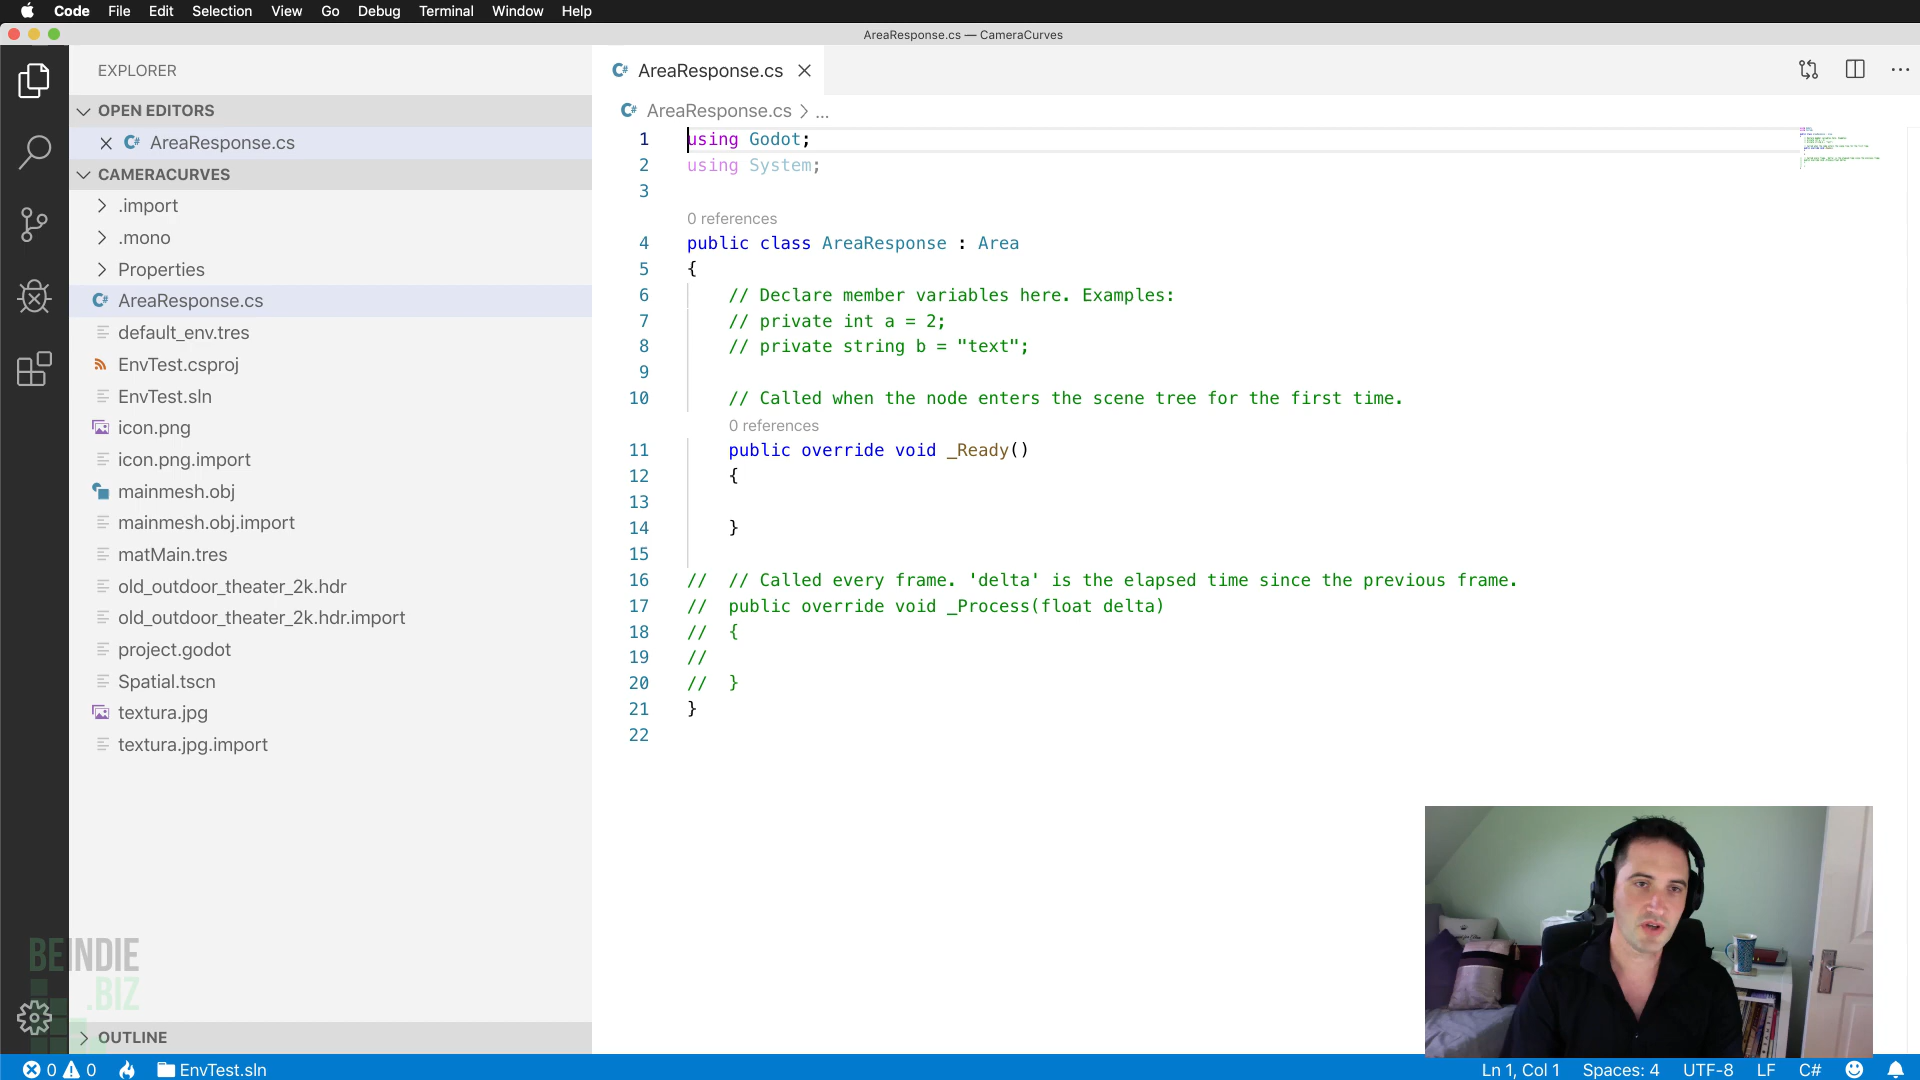 Code File Edit Selection View Go Debug Terminal Window Help
AreaResponse.cs — CameraCurves
EXPLORER
OPEN EDITORS
AreaResponse.cs
CAMERACURVES
.import
.mono
Properties
AreaResponse.cs
default_env.tres
EnvTest.csproj
EnvTest.sln
icon.png
icon.png.import
mainmesh.obj
mainmesh.obj.import
matMain.tres
old_outdoor_theater_2k.hdr
old_outdoor_theater_2k.hdr.import
project.godot
Spatial.tscn
textura.jpg
textura.jpg.import
OUTLINE
BEINDIE
.BIZ
AreaResponse.cs
AreaResponse.cs > ...
1 using Godot;
2 using System;
3
0 references
4 public class AreaResponse : Area
5 {
6 // Declare member variables here. Examples:
7 // private int a = 2;
8 // private string b = "text";
9
10 // Called when the node enters the scene tree for the first time.
0 references
11 public override void _Ready()
12 {
13
14 }
15
16 // // Called every frame. 'delta' is the elapsed time since the previous frame.
17 // public override void _Process(float delta)
18 // {
19 //
20 // }
21 }
22
0 0 EnvTest.sln Ln 1, Col 1 Spaces: 4 UTF-8 LF C#